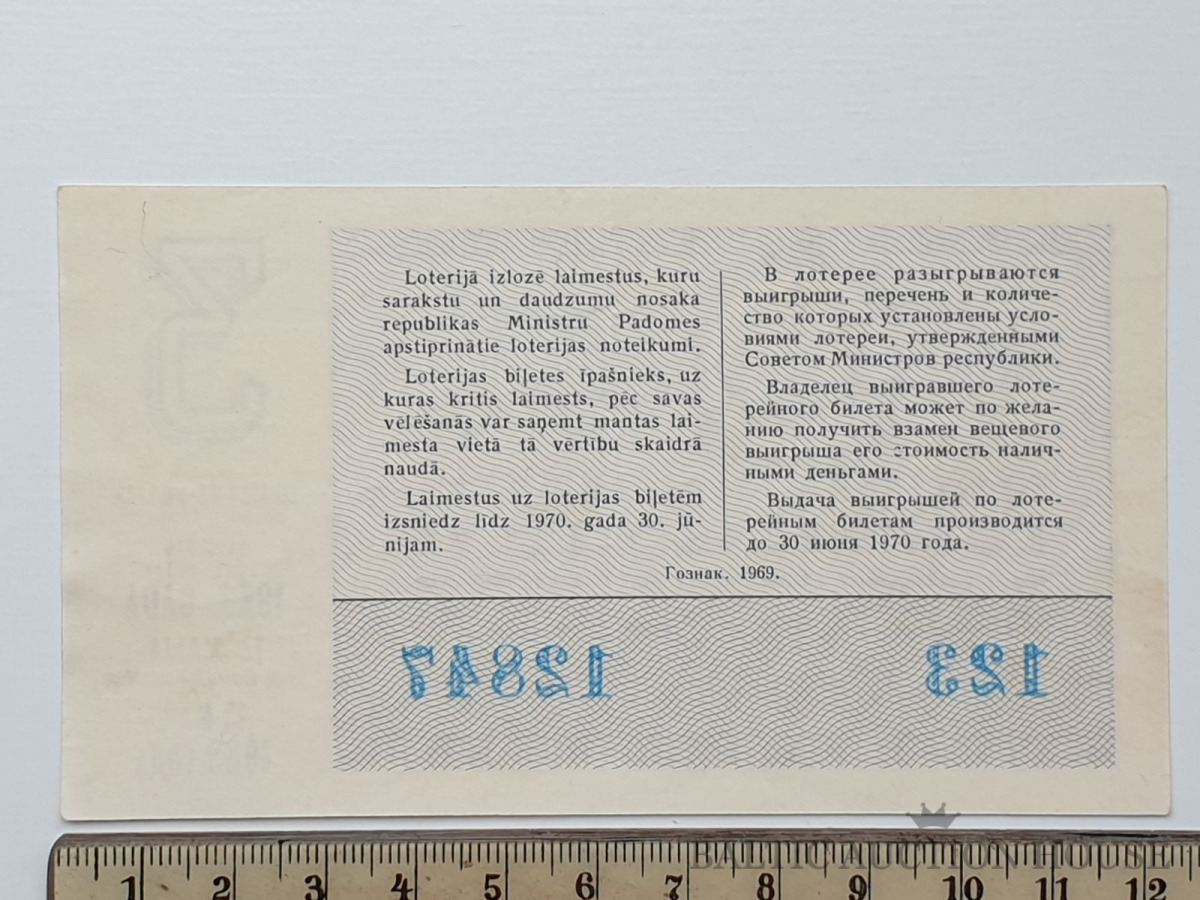 Loterijā izlozē laimestus, kuru
sarakstu un daudzumu nosaka
republikas Ministru Padomes
apstiprinātie loterijas noteikumi.
Loterijas biļetes īpašnieks, uz
kuras kritis laimests, pēc savas
vēlēšanās var saņemt mantas lai-
mesta vietā tā vērtību skaidrā
naudā.
Laimestus uz loterijas biļetēm
izsniedz līdz 1970. gada 30. jū-
nijam.
В лотерее разыгрываются
выигрыши, перечень и количе-
ство которых установлены усло-
виями лотереи, утвержденными
Советом Министров республики.
Владелец выигравшего лоте-
рейного билета может по жела-
нию получить взамен вещевого
выигрыша его стоимость налич-
ными деньгами.
Выдача выигрышей по лоте-
рейным билетам производится
до 30 июня 1970 года.
Гознак. 1969.
12847 123
BALTIC AUCTION HOUSE
1 2 3 4 5 6 7 8 9 10 11 12